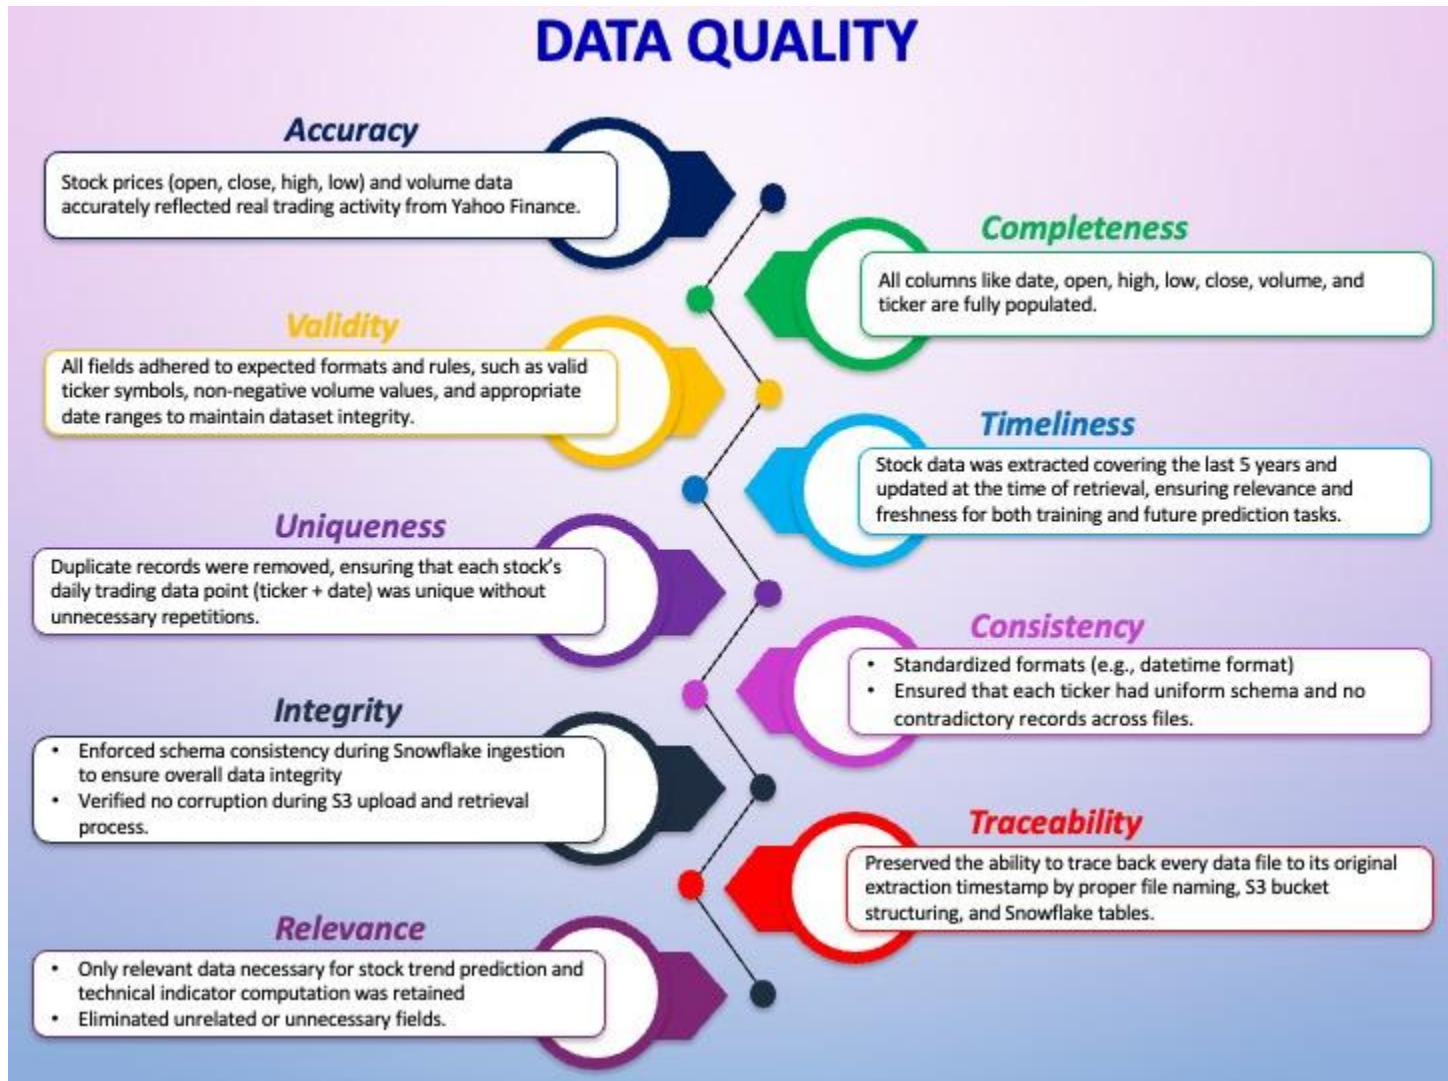 DATA QUALITY
Accuracy
Stock prices (open, close, high, low) and volume data
accurately reflected real trading activity from Yahoo Finance.
Completeness
All columns like date, open, high, low, close, volume, and
ticker are fully populated.
Validity
All fields adhered to expected formats and rules, such as valid
ticker symbols, non-negative volume values, and appropriate
date ranges to maintain dataset integrity.
Timeliness
Stock data was extracted covering the last 5 years and
updated at the time of retrieval, ensuring relevance and
freshness for both training and future prediction tasks.
Uniqueness
Duplicate records were removed, ensuring that each stock's
daily trading data point (ticker + date) was unique without
unnecessary repetitions.
Consistency
• Standardized formats (e.g., datetime format)
• Ensured that each ticker had uniform schema and no
contradictory records across files.
Integrity
• Enforced schema consistency during Snowflake ingestion
to ensure overall data integrity
• Verified no corruption during S3 upload and retrieval
process.
Traceability
Preserved the ability to trace back every data file to its original
extraction timestamp by proper file naming, S3 bucket
structuring, and Snowflake tables.
Relevance
• Only relevant data necessary for stock trend prediction and
technical indicator computation was retained
• Eliminated unrelated or unnecessary fields.